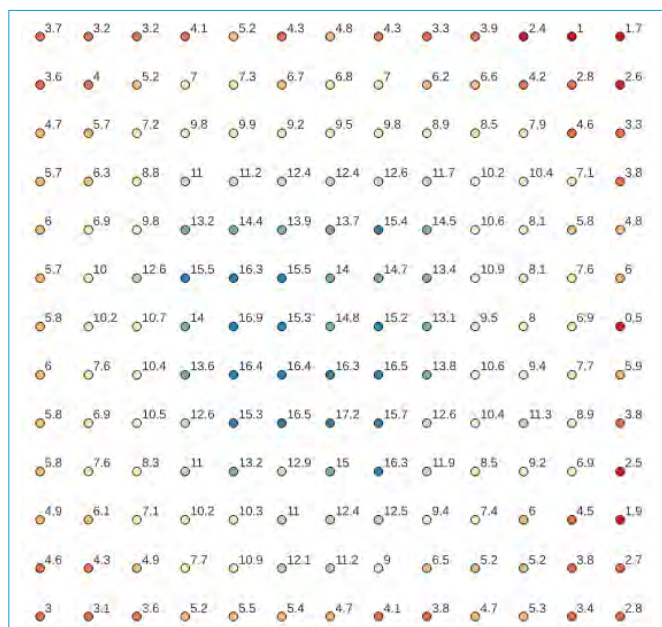 3.7 3.2 3.2 4.1 5.2 4.3 4.8 4.3 3.3 3.9 2.4 1 1.7
3.6 4 5.2 7 7.3 6.7 6.8 7 6.2 6.6 4.2 2.8 2.6
4.7 5.7 7.2 9.8 9.9 9.2 9.5 9.8 8.9 8.5 7.9 4.6 3.3
5.7 6.3 8.8 11 11.2 12.4 12.4 12.6 11.7 10.2 10.4 7.1 3.8
6 6.9 9.8 13.2 14.4 13.9 13.7 15.4 14.5 10.6 8.1 5.8 4.8
5.7 10 12.6 15.5 16.3 15.5 14 14.7 13.4 10.9 8.1 7.6 6
5.8 10.2 10.7 14 16.9 15.3 14.8 15.2 13.1 9.5 8 6.9 0.5
6 7.6 10.4 13.6 16.4 16.4 16.3 16.5 13.8 10.6 9.4 7.7 5.9
5.8 6.9 10.5 12.6 15.3 16.5 17.2 15.7 12.6 10.4 11.3 8.9 3.8
5.8 7.6 8.3 11 13.2 12.9 15 16.3 11.9 8.5 9.2 6.9 2.5
4.9 6.1 7.1 10.2 10.3 11 12.4 12.5 9.4 7.4 6 4.5 1.9
4.6 4.3 4.9 7.7 10.9 12.1 11.2 9 6.5 5.2 5.2 3.8 2.7
3 3.1 3.6 5.2 5.5 5.4 4.7 4.1 3.8 4.7 5.3 3.4 2.8